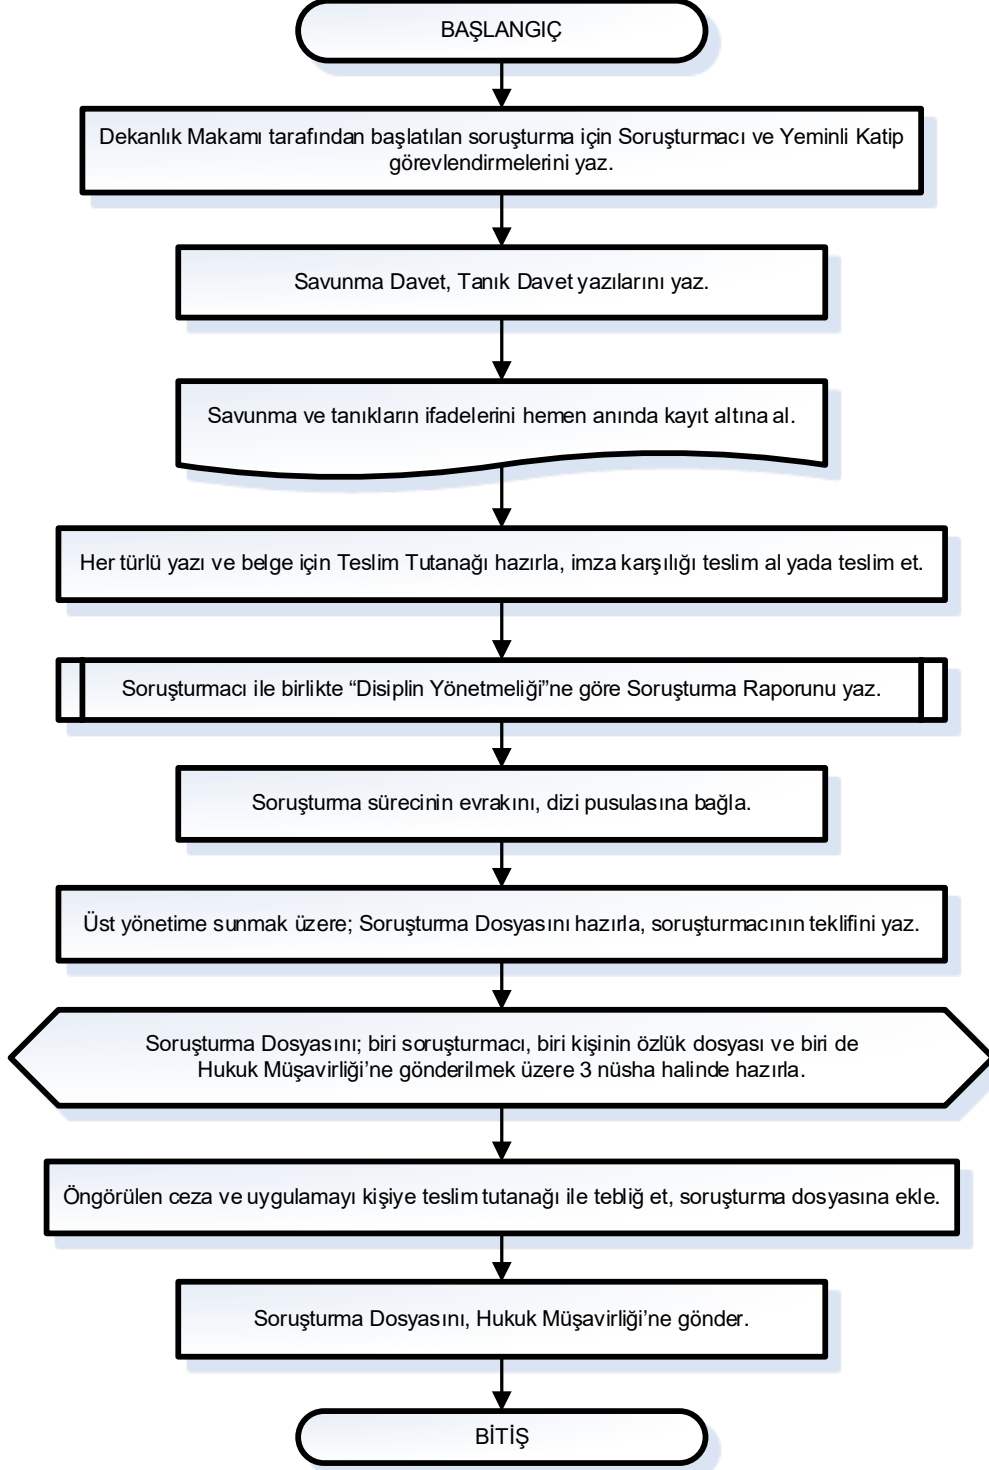 BAŞLANGIÇ
Dekanlık Makamı tarafından başlatılan soruşturma için Soruşturmacı ve Yeminli Katip
görevlendirmelerini yaz.
Savunma Davet, Tanık Davet yazılarını yaz.
Savunma ve tanıkların ifadelerini hemen anında kayıt altına al.
Her türlü yazı ve belge için Teslim Tutanağı hazırla, imza karşılığı teslim al yada teslim et.
Soruşturmacı ile birlikte “Disiplin Yönetmeliği”ne göre Soruşturma Raporunu yaz.
Soruşturma sürecinin evrakını, dizi pusulasına bağla.
Üst yönetime sunmak üzere; Soruşturma Dosyasını hazırla, soruşturmacının teklifini yaz.
Soruşturma Dosyasını; biri soruşturmacı, biri kişinin özlük dosyası ve biri de
Hukuk Müşavirliği’ne gönderilmek üzere 3 nüsha halinde hazırla.
Öngörülen ceza ve uygulamayı kişiye teslim tutanağı ile tebliğ et, soruşturma dosyasına ekle.
Soruşturma Dosyasını, Hukuk Müşavirliği’ne gönder.
BİTİŞ